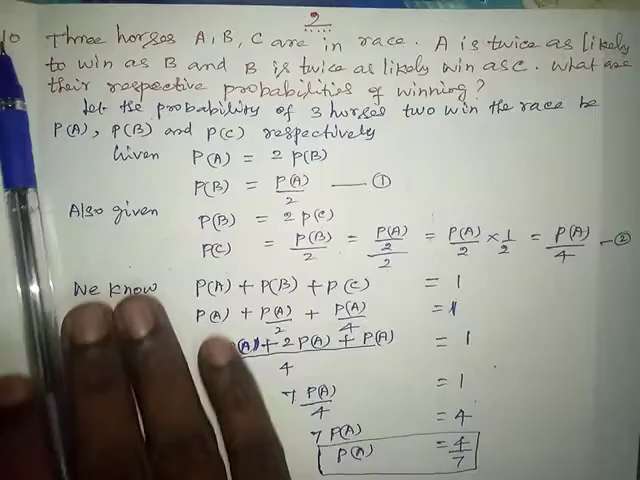 9
10 Three horses A, B, C are in race. A is twice as likely
to win as B and B is twice as likely win as C. What are
their respective probabilities of winning?
let the probability of 3 horses two win the race be
P(A), P(B) and P(C) respectively
Given P(A) = 2 P(B)
P(B) = P(A)/2 —— ①
Also given P(B) = 2 P(C)
P(C) = P(B)/2 = P(A)/2/2 = P(A)/2 × 1/2 = P(A)/4 — ②
We know P(A) + P(B) + P(C) = 1
P(A) + P(A)/2 + P(A)/4 = 1
(A) + 2 P(A) + P(A)/4 = 1
7 P(A)/4 = 1
7 P(A) = 4
P(A) = 4/7